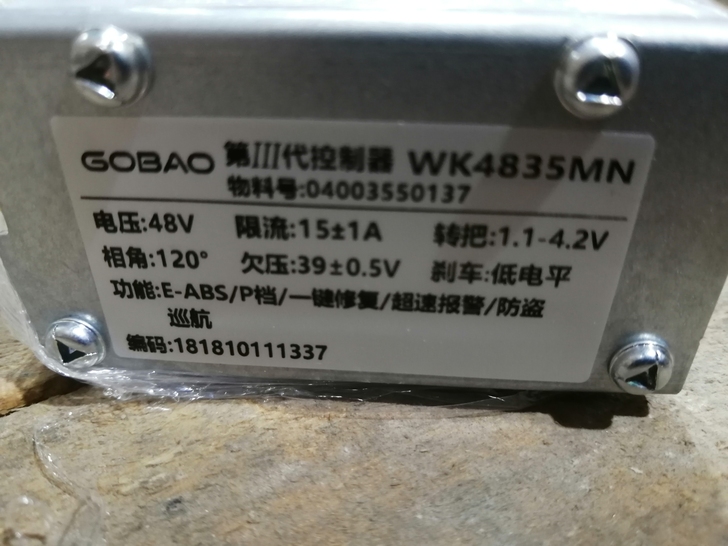 GOBAO 第III代控制器 WK4835MN
物料号:04003550137
电压:48V 限流:15±1A 转把:1.1-4.2V
相角:120° 欠压:39±0.5V 刹车:低电平
功能:E-ABS/P档/一键修复/超速报警/防盗
巡航
编码:181810111337